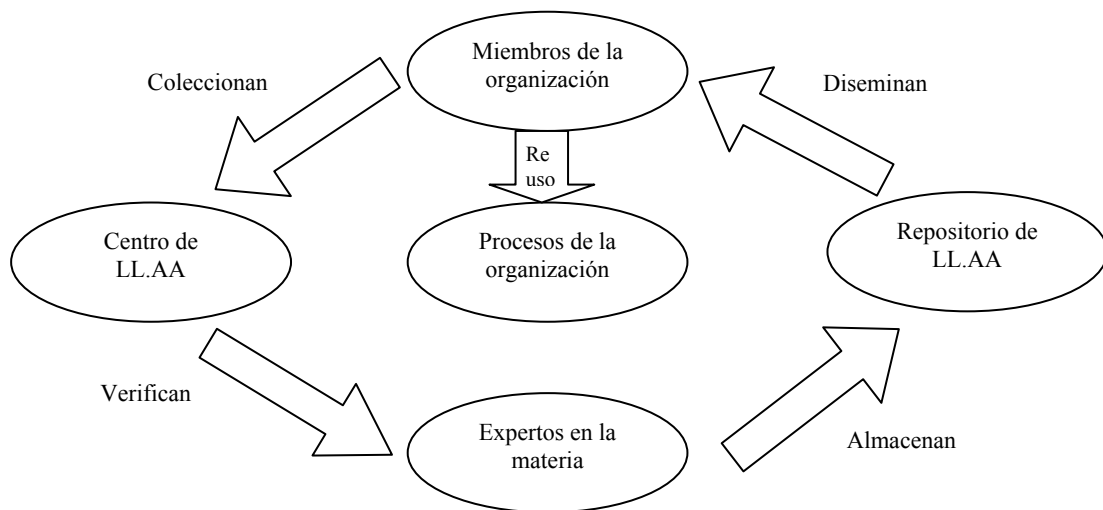 Miembros de la
organización
Coleccionan
Diseminan
Re
uso
Centro de
LL.AA
Procesos de la
organización
Repositorio de
LL.AA
Verifican
Expertos en la
materia
Almacenan